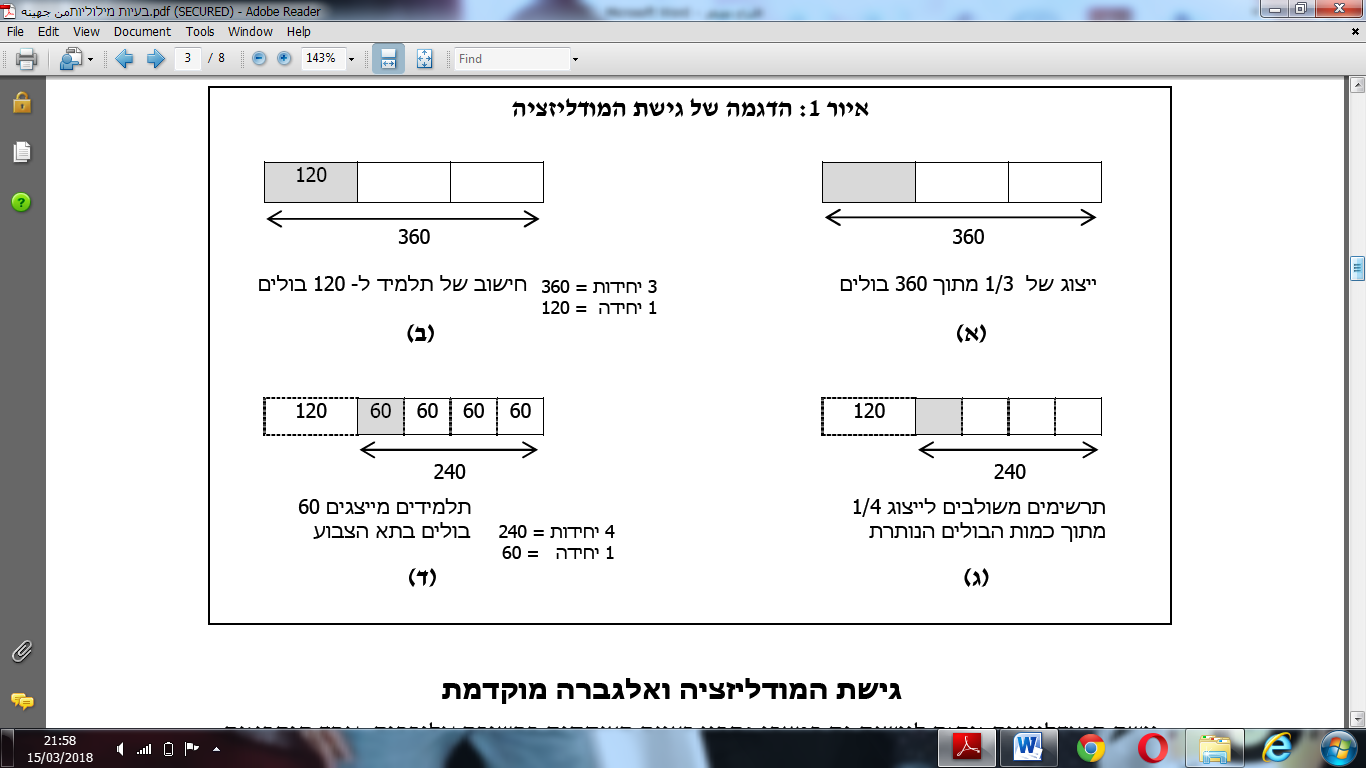 בעיות מילוליותمن جهينه.pdf (SECURED) - Adobe Reader
File Edit View Document Tools Window Help
3 / 8 143% Find
איור 1: הדגמה של גישת המודליזציה
360
ייצוג של 1/3 מתוך 360 בולים
(א)
120
360
3 יחידות = 360
1 יחידה = 120
חישוב של תלמיד ל- 120 בולים
(ב)
120
240
תרשימים משולבים לייצוג 1/4
מתוך כמות הבולים הנותרת
(ג)
120 60 60 60 60
240
4 יחידות = 240
1 יחידה = 60
תלמידים מייצגים 60
בולים בתא הצבוע
(ד)
גישת המודליזציה ואלגברה מוקדמת
21:58
15/03/2018